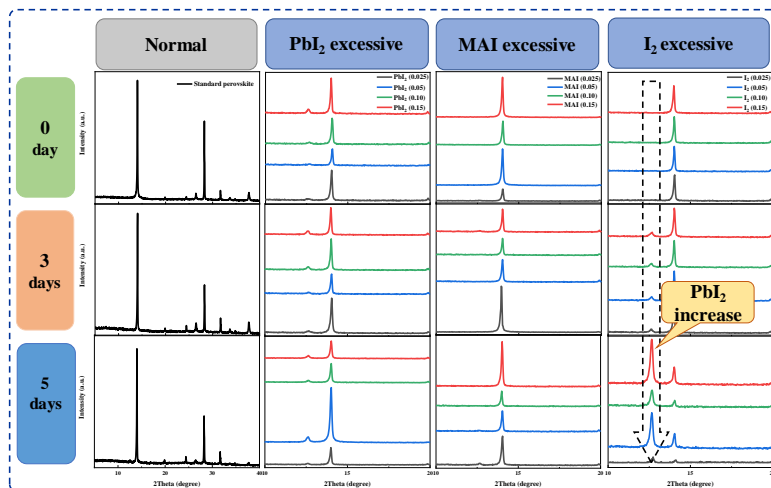 Normal
PbI₂ excessive
MAI excessive
I₂ excessive
0
day
Intensity (a.u.)
Standard perovskite
PbI₂ (0.025)
PbI₂ (0.05)
PbI₂ (0.10)
PbI₂ (0.15)
MAI (0.025)
MAI (0.05)
MAI (0.10)
MAI (0.15)
I₂ (0.025)
I₂ (0.05)
I₂ (0.10)
I₂ (0.15)
3
days
Intensity (a.u.)
PbI₂
increase
5
days
Intensity (a.u.)
10 20 30 40
10 15 20
10 15 20
10 15
2Theta (degree)
2Theta (degree)
2Theta (degree)
2Theta (degree)